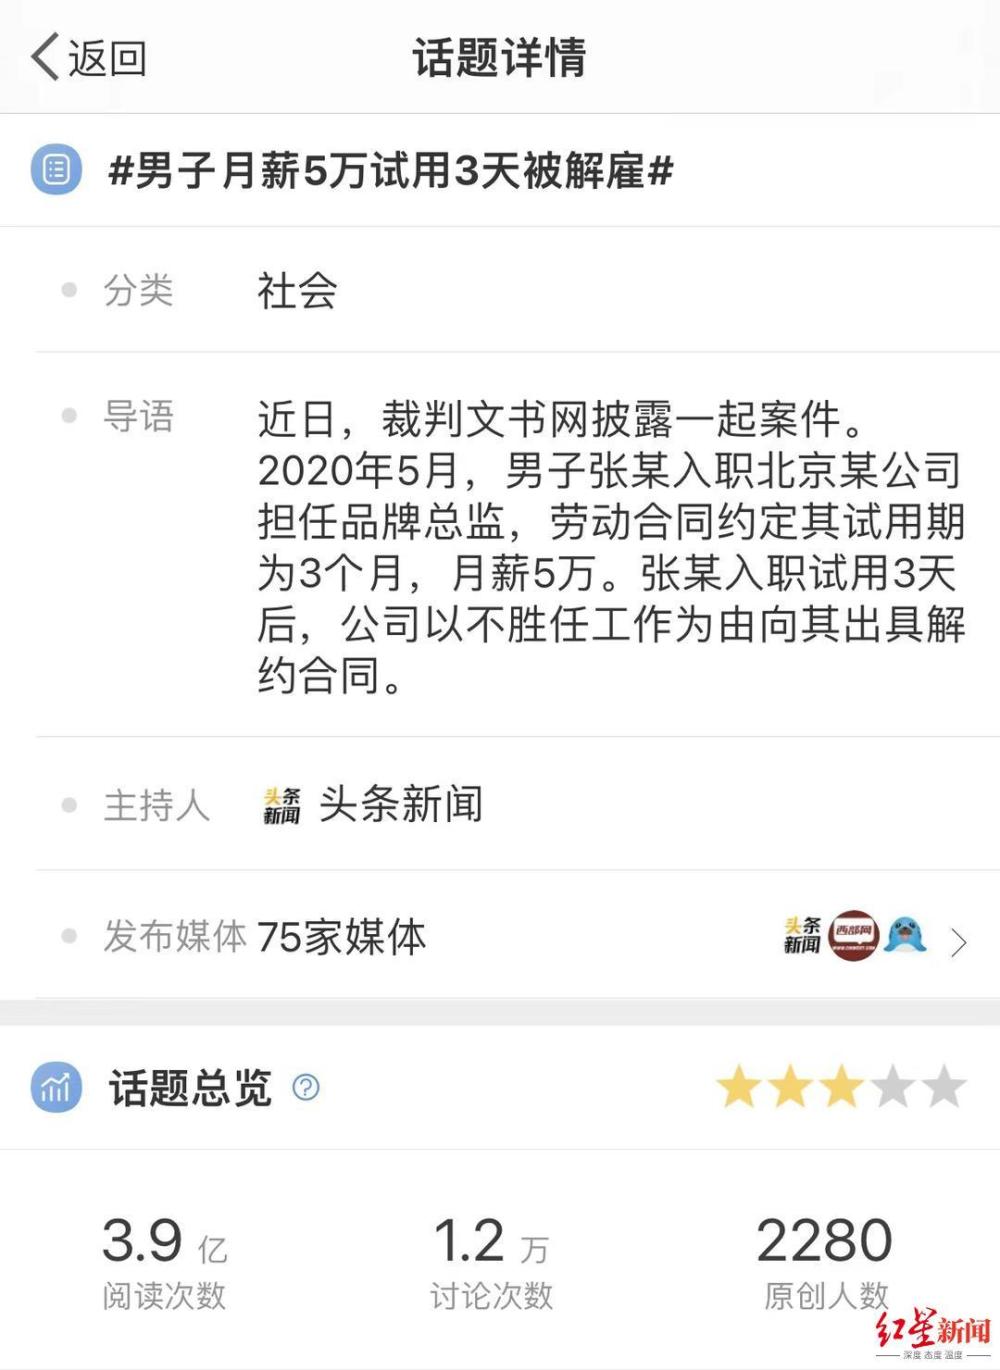 返回
话题详情
#男子月薪5万试用3天被解雇#
分类 社会
导语 近日，裁判文书网披露一起案件。
2020年5月，男子张某入职北京某公司
担任品牌总监，劳动合同约定其试用期
为3个月，月薪5万。张某入职试用3天
后，公司以不胜任工作为由向其出具解
约合同。
主持人 头条新闻 头条新闻
发布媒体 75家媒体 头条新闻 西部网
话题总览 ?
3.9亿 1.2万 2280
阅读次数 讨论次数 原创人数
红星新闻
深度 态度 温度